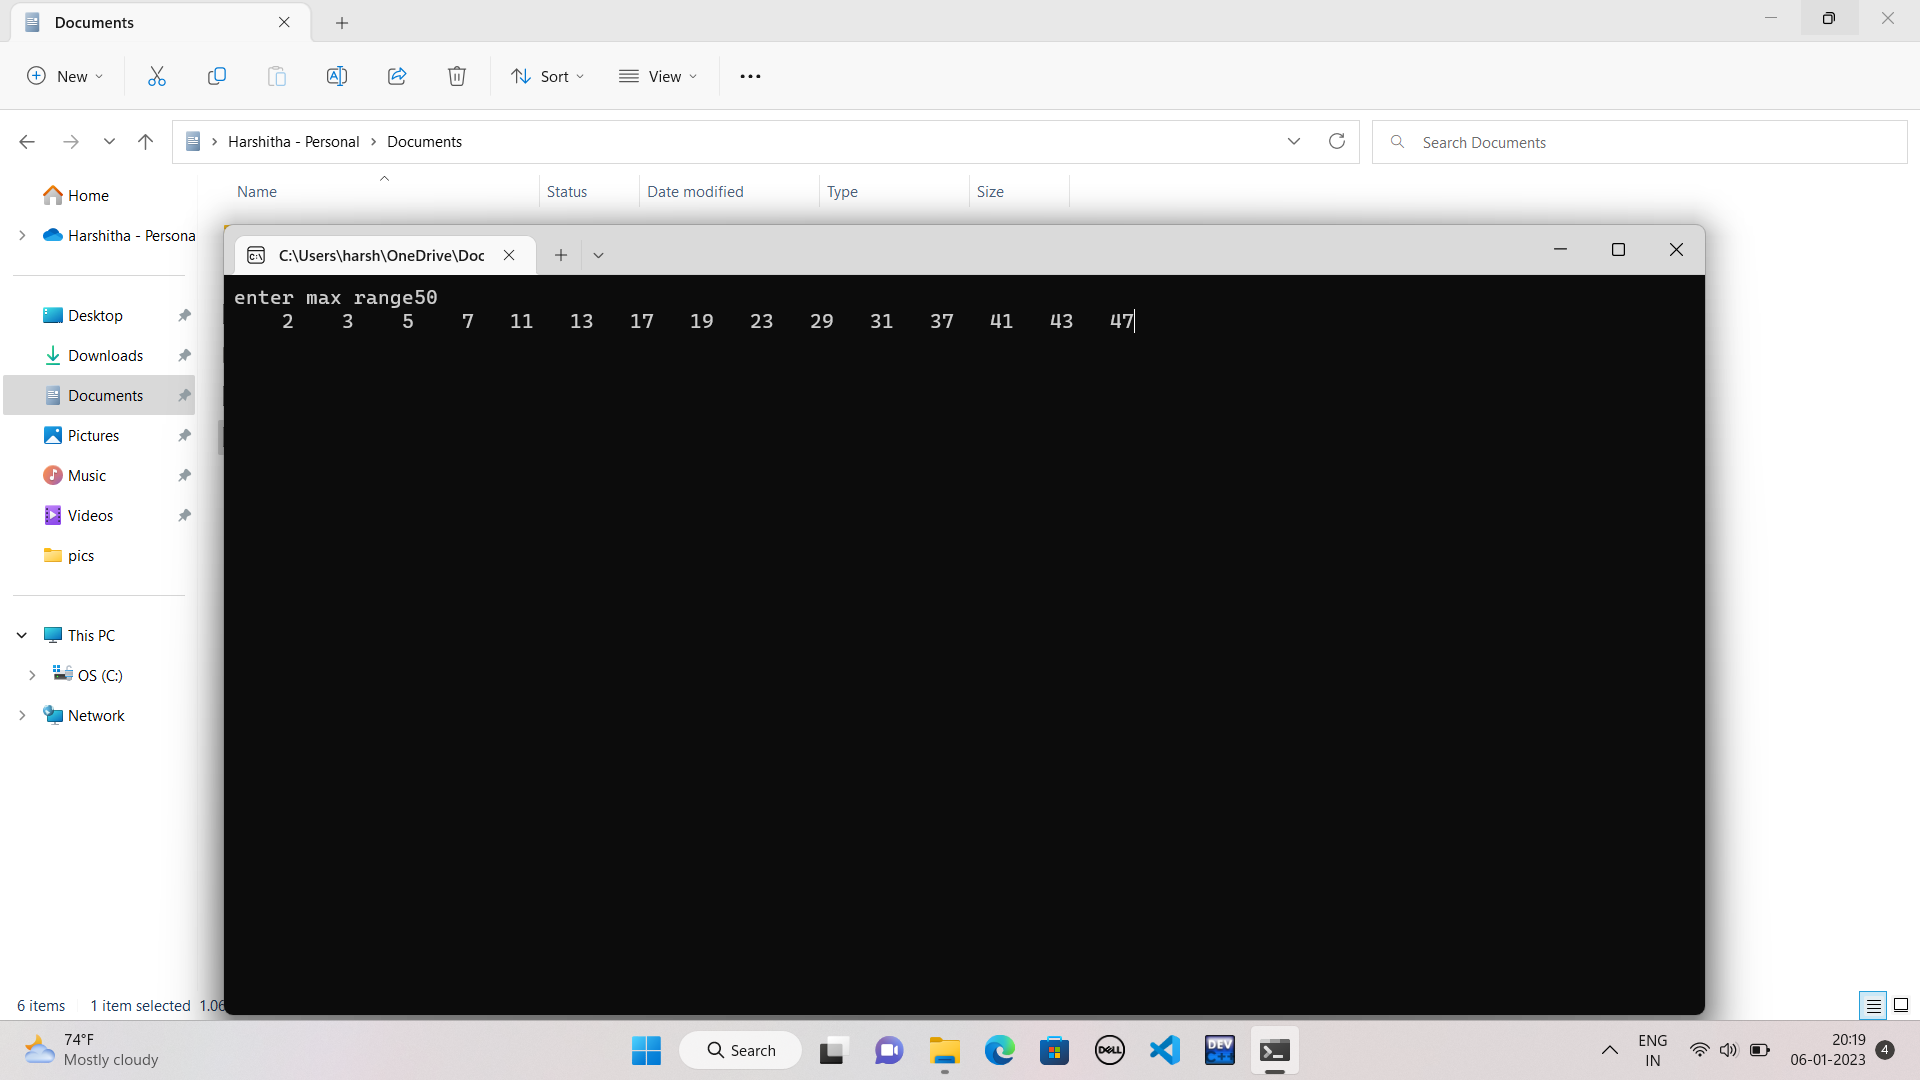 Documents
New
Sort
View
Harshitha - Personal
Documents
Search Documents
Name
Status
Date modified
Type
Size
Home
Harshitha - Persona
Desktop
Downloads
Documents
Pictures
Music
Videos
pics
This PC
OS (C:)
Network
C:\Users\harsh\OneDrive\Doc
enter max range50
2 3 5 7 11 13 17 19 23 29 31 37 41 43 47
6 items 1 item selected 1.06
74°F
Mostly cloudy
Search
DELL
DEV
C++
ENG
IN
20:19
06-01-2023
4